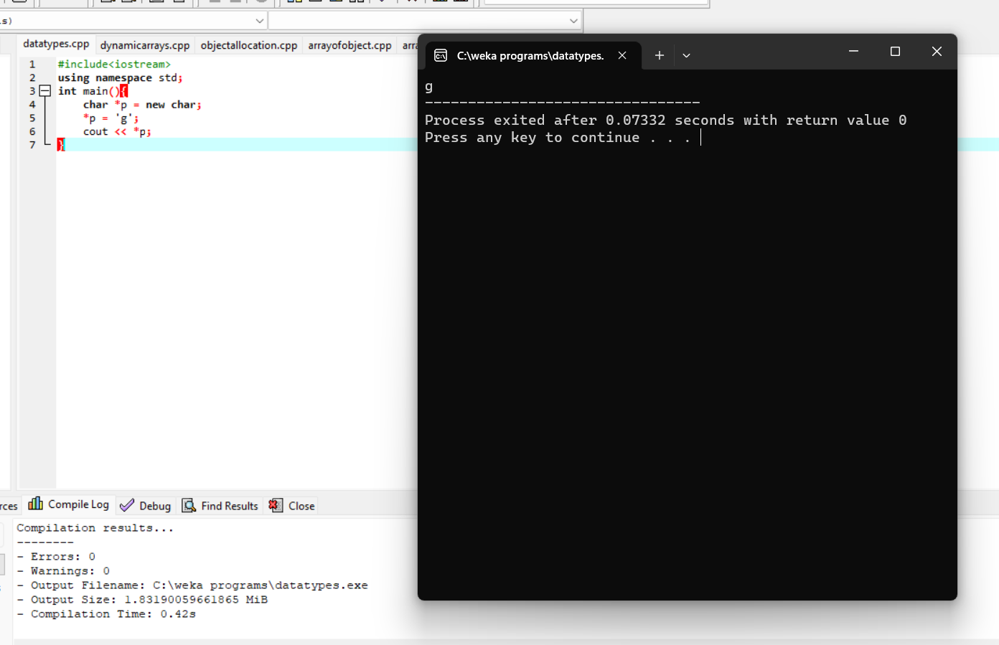 s)
datatypes.cpp dynamicarrays.cpp objectallocation.cpp arrayofobject.cpp
1 #include<iostream>
2 using namespace std;
3 int main(){
4 char *p = new char;
5 *p = 'g';
6 cout << *p;
7 }
C:\weka programs\datatypes.
g
--------------------------------
Process exited after 0.07332 seconds with return value 0
Press any key to continue . . .
rces Compile Log Debug Find Results Close
Compilation results...
--------
- Errors: 0
- Warnings: 0
- Output Filename: C:\weka programs\datatypes.exe
- Output Size: 1.83190059661865 MiB
- Compilation Time: 0.42s